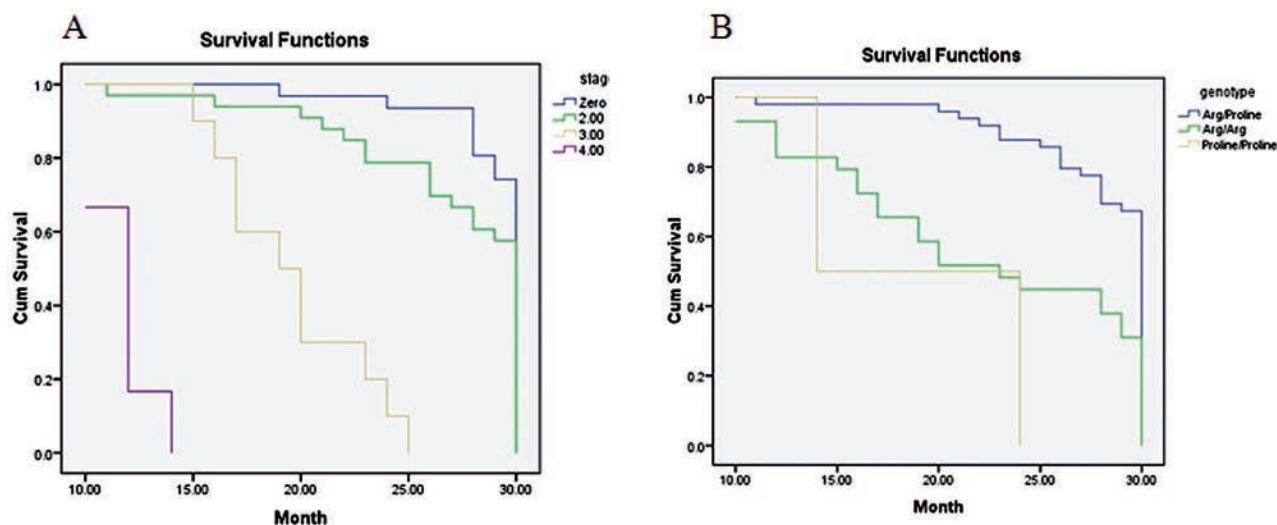 A
Survival Functions
stag
Zero
2.00
3.00
4.00
Cum Survival
1.0
0.8
0.6
0.4
0.2
0.0
10.00 15.00 20.00 25.00 30.00
Month
B
Survival Functions
genotype
Arg/Proline
Arg/Arg
Proline/Proline
Cum Survival
1.0
0.8
0.6
0.4
0.2
0.0
10.00 15.00 20.00 25.00 30.00
Month